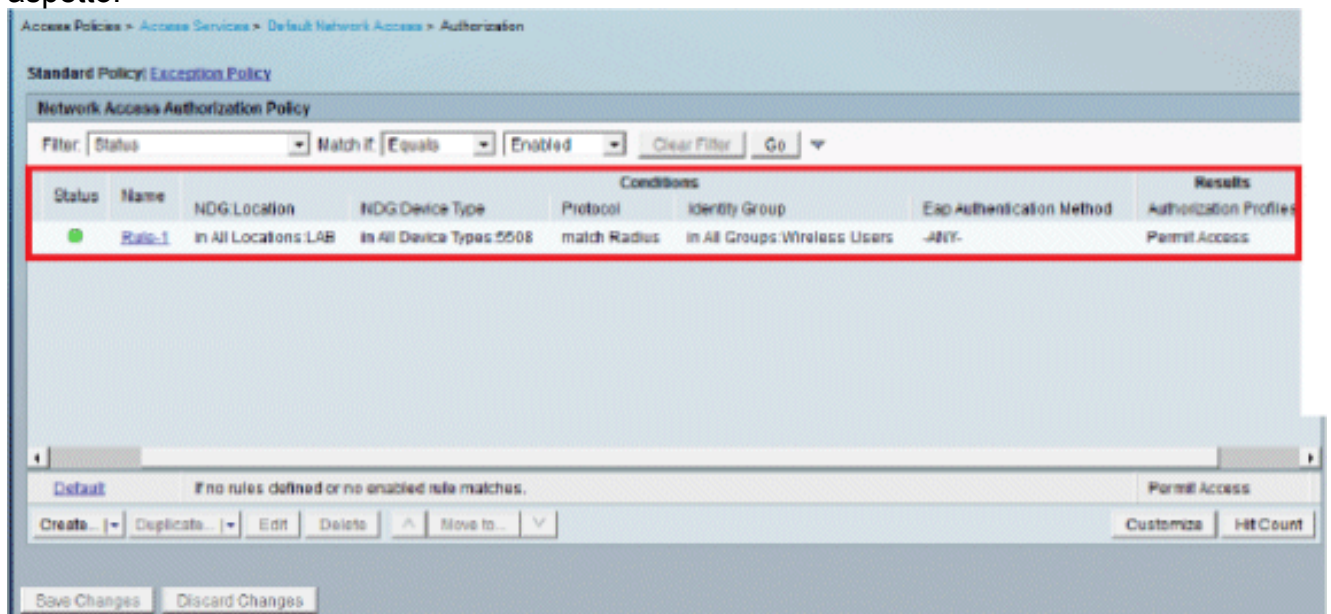 aspetto:
Access Policies > Access Services > Default Network Access > Authorization
Standard Policy| Exception Policy
Network Access Authorization Policy
Filter: Status Match if: Equals Enabled Clear Filter Go
Conditions Results
Status Name NDG:Location NDG:Device Type Protocol Identity Group Eap Authentication Method Authorization Profiles
Rule-1 in All Locations:LAB in All Device Types:5508 match Radius in All Groups:Wireless Users -ANY- Permit Access
Default If no rules defined or no enabled rule matches. Permit Access
Create... Duplicate... Edit Delete Move to... Customize Hit Count
Save Changes Discard Changes